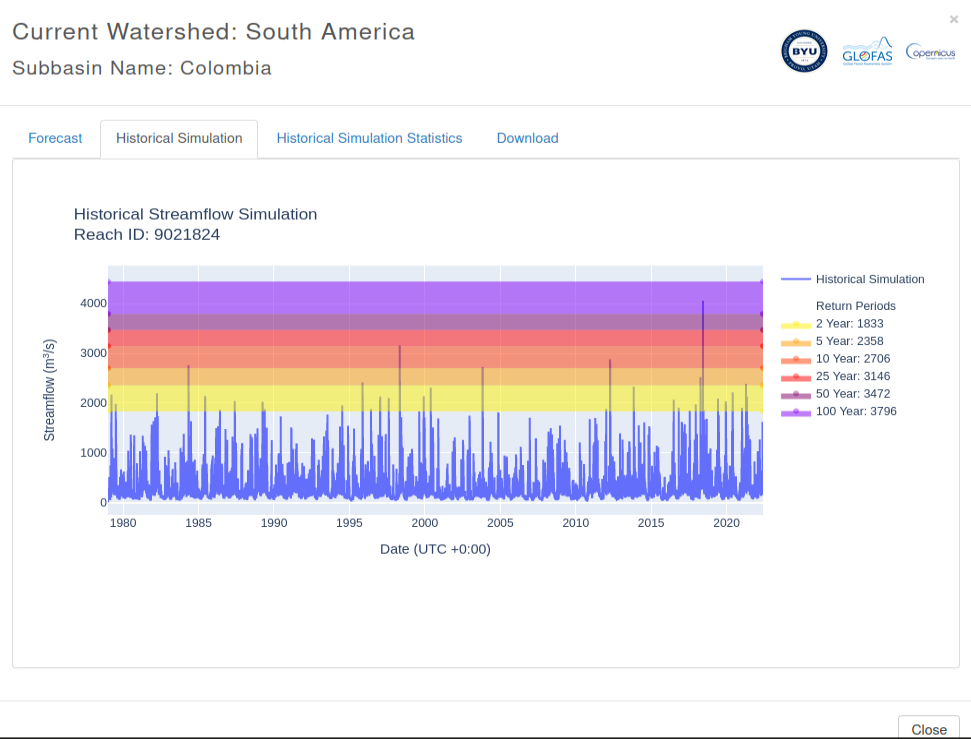 Current Watershed: South America
×
Subbasin Name: Colombia
BYU
GLOFAS
opernicus
Forecast
Historical Simulation
Historical Simulation Statistics
Download
Historical Streamflow Simulation
Reach ID: 9021824
Streamflow (m³/s)
4000
3000
2000
1000
0
1980 1985 1990 1995 2000 2005 2010 2015 2020
Date (UTC +0:00)
Historical Simulation
Return Periods
2 Year: 1833
5 Year: 2358
10 Year: 2706
25 Year: 3146
50 Year: 3472
100 Year: 3796
Close